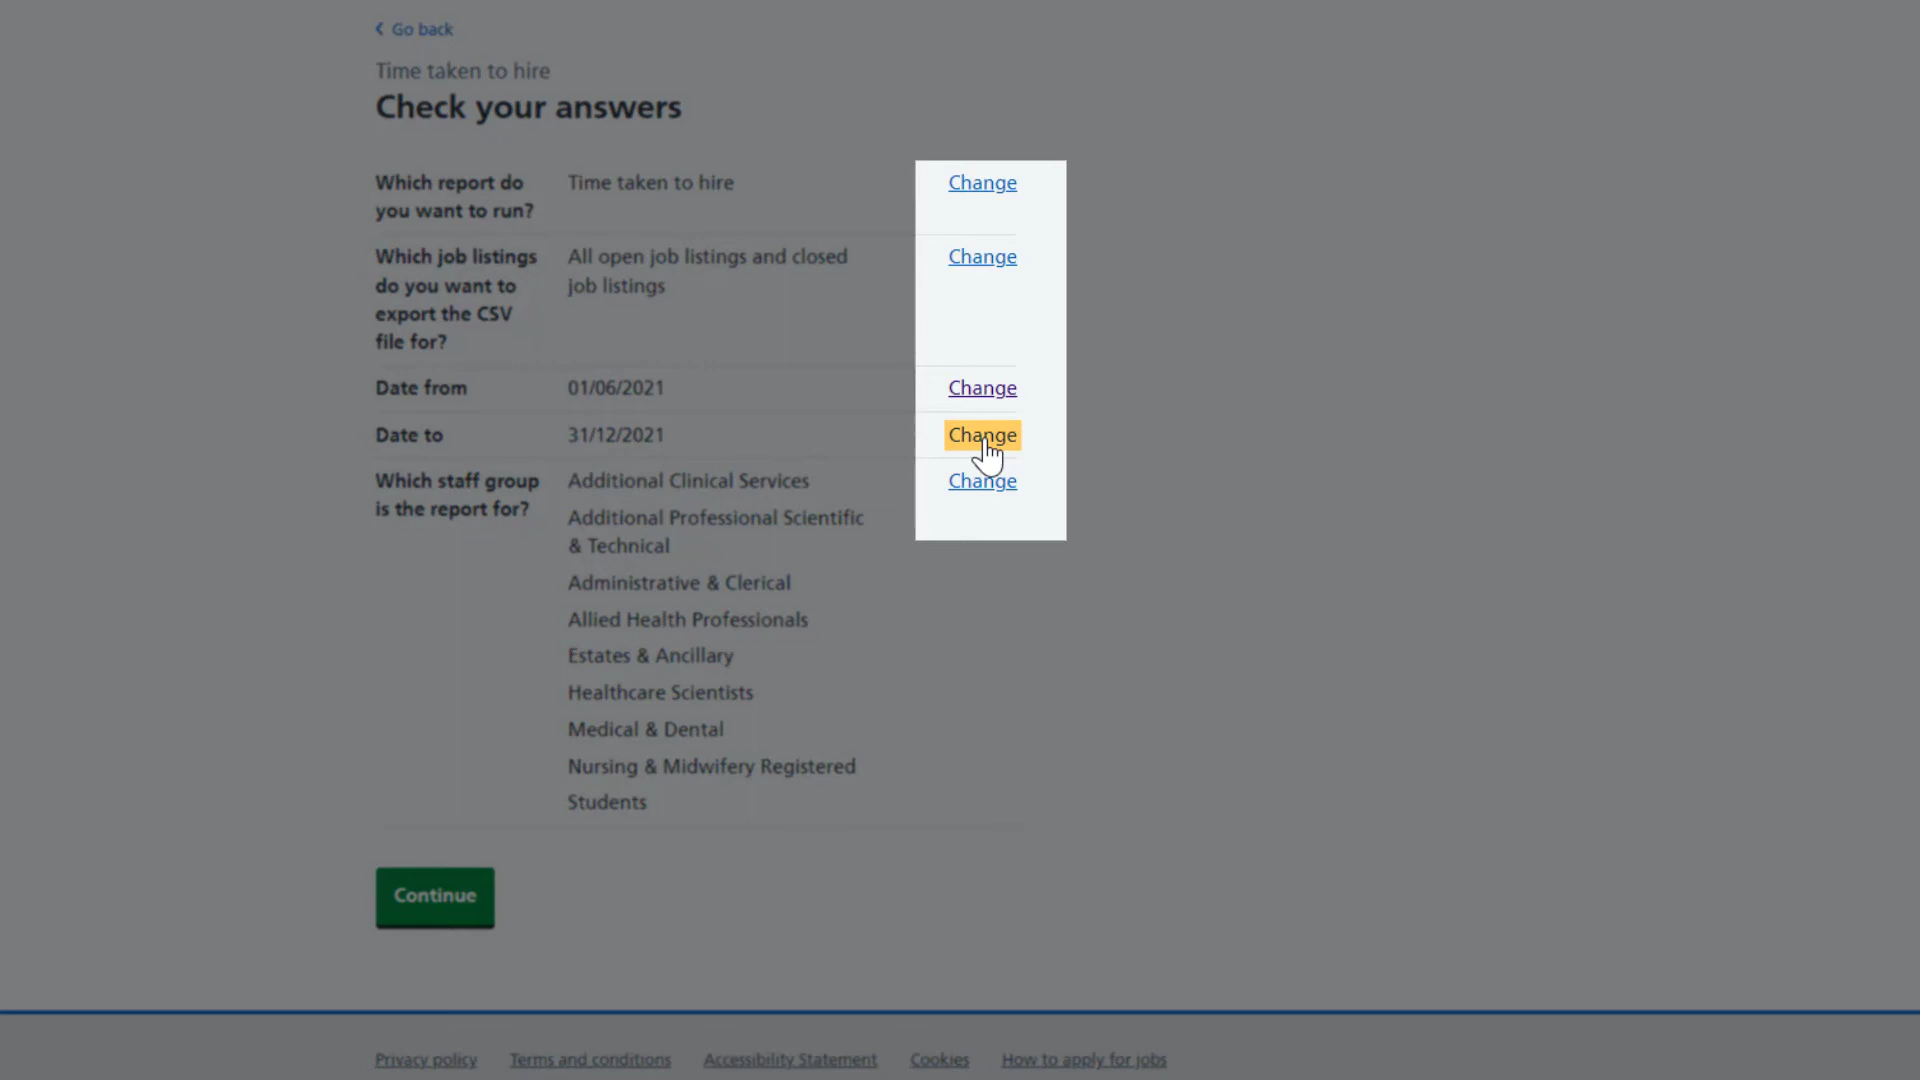 Go back
Time taken to hire
Check your answers
Which report do
you want to run?
Time taken to hire
Change
Which job listings
do you want to
export the CSV
file for?
All open job listings and closed
job listings
Change
Date from
01/06/2021
Change
Date to
31/12/2021
Change
Which staff group
is the report for?
Additional Clinical Services
Additional Professional Scientific
& Technical
Administrative & Clerical
Allied Health Professionals
Estates & Ancillary
Healthcare Scientists
Medical & Dental
Nursing & Midwifery Registered
Students
Change
Continue
Privacy policy Terms and conditions Accessibility Statement Cookies How to apply for jobs